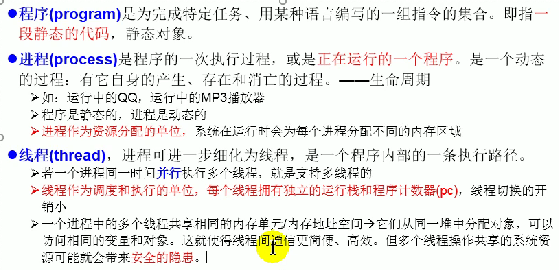 ●程序(program)是为完成特定任务、用某种语言编写的一组指令的集合。即指一
段静态的代码，静态对象。
●进程(process)是程序的一次执行过程，或是正在运行的一个程序。是一个动态
的过程：有它自身的产生、存在和消亡的过程。——生命周期
➢如：运行中的QQ，运行中的MP3播放器
➢程序是静态的，进程是动态的
➢进程作为资源分配的单位，系统在运行时会为每个进程分配不同的内存区域
●线程(thread)，进程可进一步细化为线程，是一个程序内部的一条执行路径。
➢若一个进程同一时间并行执行多个线程，就是支持多线程的
➢线程作为调度和执行的单位，每个线程拥有独立的运行栈和程序计数器(pc)，线程切换的开
销小
➢一个进程中的多个线程共享相同的内存单元/内存地址空间→它们从同一堆中分配对象，可以
访问相同的变量和对象。这就使得线程间通信更简便、高效。但多个线程操作共享的系统资
源可能就会带来安全的隐患。